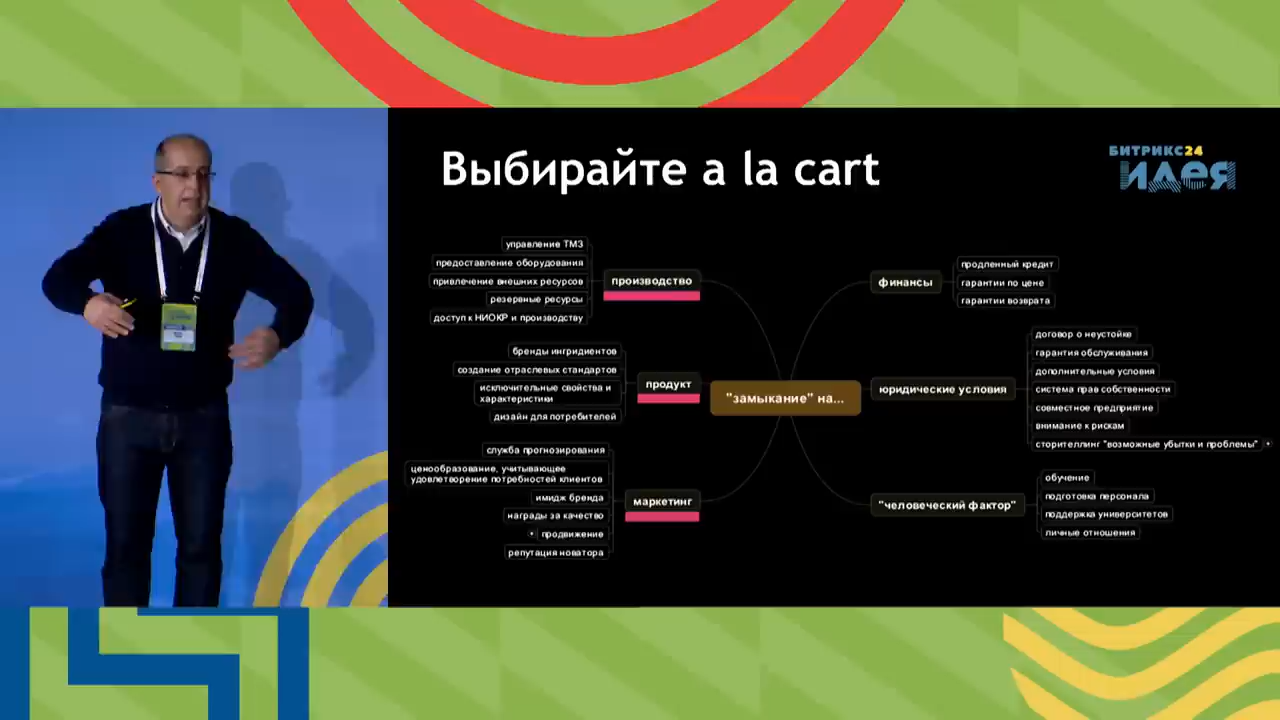 Выбирайте a la cart
БИТРИКС24
идея
управление ТМЗ
предоставление оборудования
привлечение внешних ресурсов
резервные ресурсы
доступ к НИОКР и производству
производство
бренды ингридиентов
создание отраслевых стандартов
исключительные свойства и
характеристики
дизайн для потребителей
продукт
служба прогнозирования
ценообразование, учитывающее
удовлетворение потребностей клиентов
имидж бренда
награды за качество
продвижение
репутация новатора
маркетинг
"замыкание" на...
финансы
продленный кредит
гарантии по цене
гарантии возврата
юридические условия
договор о неустойке
гарантия обслуживания
дополнительные условия
система прав собственности
совместное предприятие
внимание к рискам
сторителлинг "возможные убытки и проблемы"
"человеческий фактор"
обучение
подготовка персонала
поддержка университетов
личные отношения